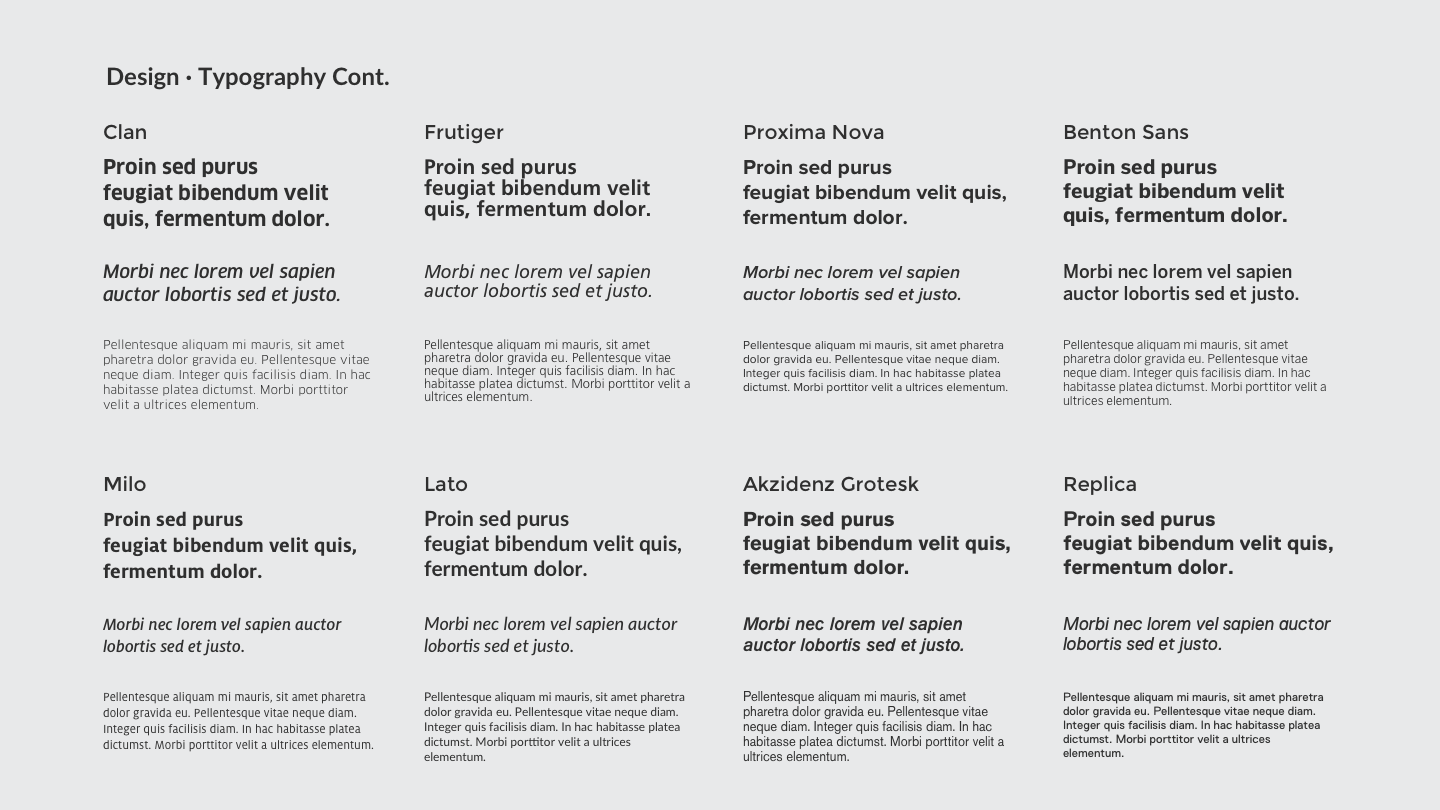 Design · Typography Cont.
Clan
Proin sed purus
feugiat bibendum velit
quis, fermentum dolor.
Morbi nec lorem vel sapien
auctor lobortis sed et justo.
Pellentesque aliquam mi mauris, sit amet
pharetra dolor gravida eu. Pellentesque vitae
neque diam. Integer quis facilisis diam. In hac
habitasse platea dictumst. Morbi porttitor
velit a ultrices elementum.
Frutiger
Proin sed purus
feugiat bibendum velit
quis, fermentum dolor.
Morbi nec lorem vel sapien
auctor lobortis sed et justo.
Pellentesque aliquam mi mauris, sit amet
pharetra dolor gravida eu. Pellentesque vitae
neque diam. Integer quis facilisis diam. In hac
habitasse platea dictumst. Morbi porttitor velit a
ultrices elementum.
Proxima Nova
Proin sed purus
feugiat bibendum velit quis,
fermentum dolor.
Morbi nec lorem vel sapien
auctor lobortis sed et justo.
Pellentesque aliquam mi mauris, sit amet pharetra
dolor gravida eu. Pellentesque vitae neque diam.
Integer quis facilisis diam. In hac habitasse platea
dictumst. Morbi porttitor velit a ultrices elementum.
Benton Sans
Proin sed purus
feugiat bibendum velit
quis, fermentum dolor.
Morbi nec lorem vel sapien
auctor lobortis sed et justo.
Pellentesque aliquam mi mauris, sit amet
pharetra dolor gravida eu. Pellentesque vitae
neque diam. Integer quis facilisis diam. In hac
habitasse platea dictumst. Morbi porttitor velit a
ultrices elementum.
Milo
Proin sed purus
feugiat bibendum velit quis,
fermentum dolor.
Morbi nec lorem vel sapien auctor
lobortis sed et justo.
Pellentesque aliquam mi mauris, sit amet pharetra
dolor gravida eu. Pellentesque vitae neque diam.
Integer quis facilisis diam. In hac habitasse platea
dictumst. Morbi porttitor velit a ultrices elementum.
Lato
Proin sed purus
feugiat bibendum velit quis,
fermentum dolor.
Morbi nec lorem vel sapien auctor
lobortis sed et justo.
Pellentesque aliquam mi mauris, sit amet pharetra
dolor gravida eu. Pellentesque vitae neque diam.
Integer quis facilisis diam. In hac habitasse platea
dictumst. Morbi porttitor velit a ultrices
elementum.
Akzidenz Grotesk
Proin sed purus
feugiat bibendum velit quis,
fermentum dolor.
Morbi nec lorem vel sapien
auctor lobortis sed et justo.
Pellentesque aliquam mi mauris, sit amet
pharetra dolor gravida eu. Pellentesque vitae
neque diam. Integer quis facilisis diam. In hac
habitasse platea dictumst. Morbi porttitor velit a
ultrices elementum.
Replica
Proin sed purus
feugiat bibendum velit quis,
fermentum dolor.
Morbi nec lorem vel sapien auctor
lobortis sed et justo.
Pellentesque aliquam mi mauris, sit amet pharetra
dolor gravida eu. Pellentesque vitae neque diam.
Integer quis facilisis diam. In hac habitasse platea
dictumst. Morbi porttitor velit a ultrices
elementum.